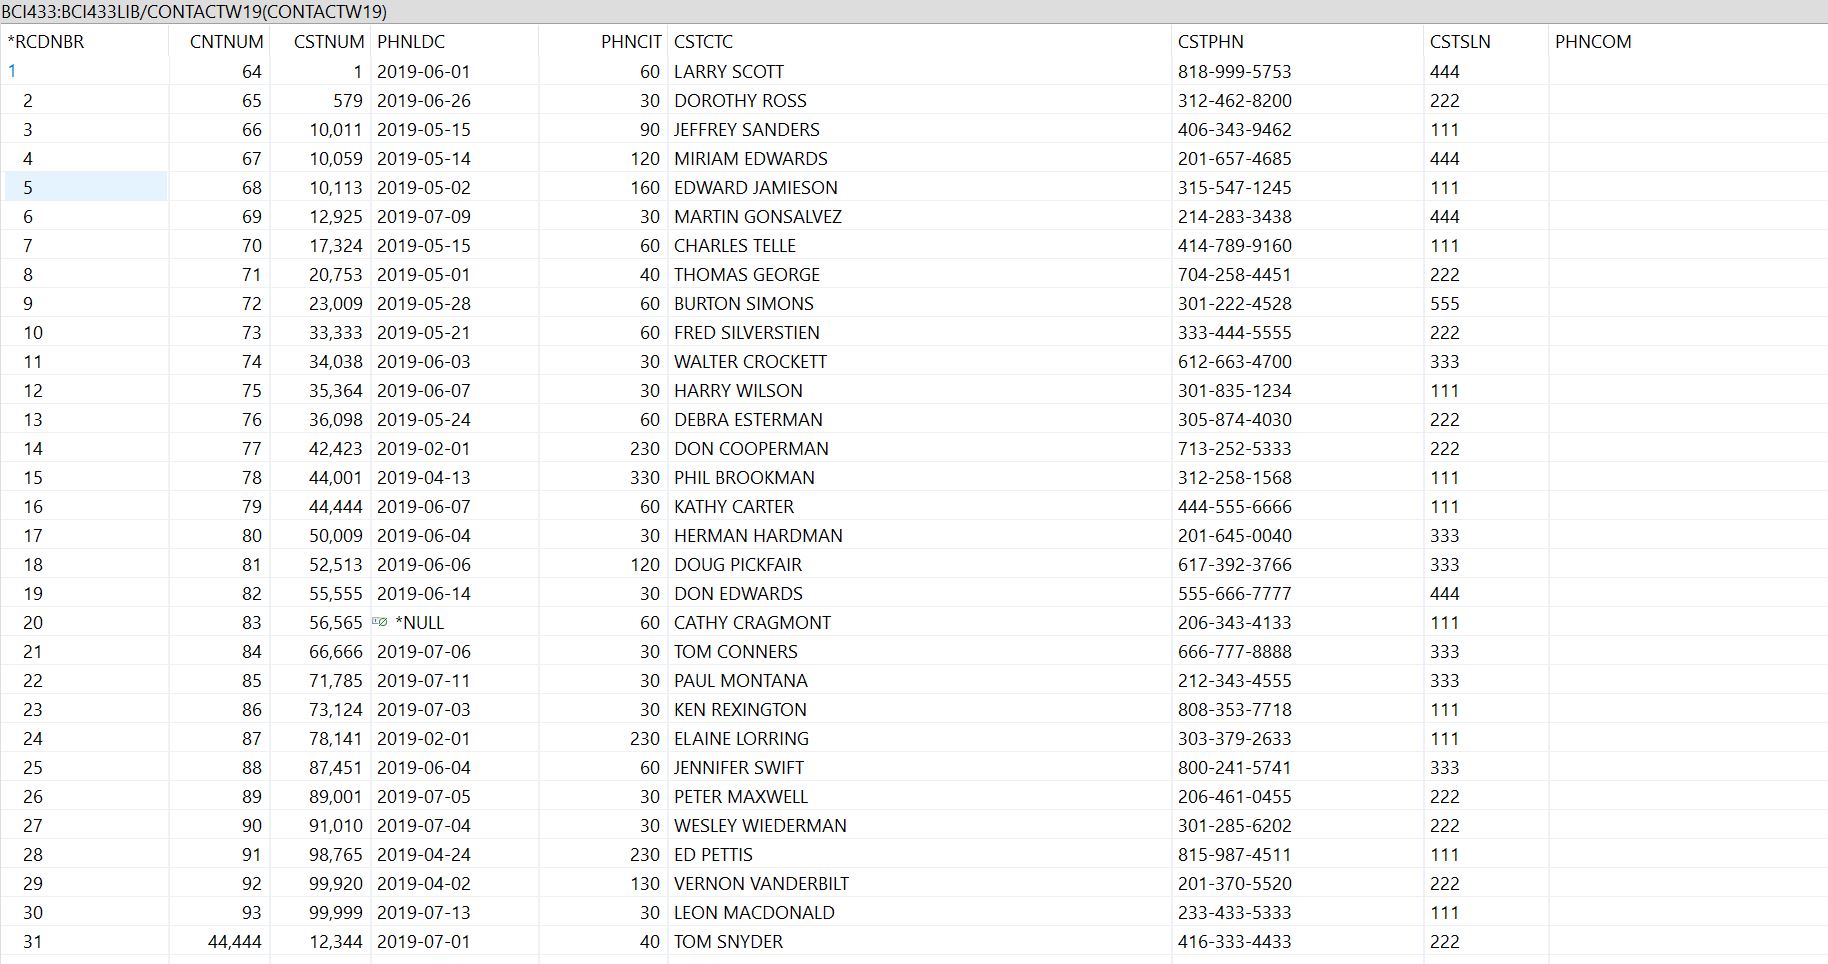 BCI433:BCI433LIB/CONTACTW19(CONTACTW19)
*RCDNBR CNTNUM CSTNUM PHNLDC PHNCIT CSTCTC CSTPHN CSTSLN PHNCOM
1 64 1 2019-06-01 60 LARRY SCOTT 818-999-5753 444
2 65 579 2019-06-26 30 DOROTHY ROSS 312-462-8200 222
3 66 10,011 2019-05-15 90 JEFFREY SANDERS 406-343-9462 111
4 67 10,059 2019-05-14 120 MIRIAM EDWARDS 201-657-4685 444
5 68 10,113 2019-05-02 160 EDWARD JAMIESON 315-547-1245 111
6 69 12,925 2019-07-09 30 MARTIN GONSALVEZ 214-283-3438 444
7 70 17,324 2019-05-15 60 CHARLES TELLE 414-789-9160 111
8 71 20,753 2019-05-01 40 THOMAS GEORGE 704-258-4451 222
9 72 23,009 2019-05-28 60 BURTON SIMONS 301-222-4528 555
10 73 33,333 2019-05-21 60 FRED SILVERSTIEN 333-444-5555 222
11 74 34,038 2019-06-03 30 WALTER CROCKETT 612-663-4700 333
12 75 35,364 2019-06-07 30 HARRY WILSON 301-835-1234 111
13 76 36,098 2019-05-24 60 DEBRA ESTERMAN 305-874-4030 222
14 77 42,423 2019-02-01 230 DON COOPERMAN 713-252-5333 222
15 78 44,001 2019-04-13 330 PHIL BROOKMAN 312-258-1568 111
16 79 44,444 2019-06-07 60 KATHY CARTER 444-555-6666 111
17 80 50,009 2019-06-04 30 HERMAN HARDMAN 201-645-0040 333
18 81 52,513 2019-06-06 120 DOUG PICKFAIR 617-392-3766 333
19 82 55,555 2019-06-14 30 DON EDWARDS 555-666-7777 444
20 83 56,565 *NULL 60 CATHY CRAGMONT 206-343-4133 111
21 84 66,666 2019-07-06 30 TOM CONNERS 666-777-8888 333
22 85 71,785 2019-07-11 30 PAUL MONTANA 212-343-4555 333
23 86 73,124 2019-07-03 30 KEN REXINGTON 808-353-7718 111
24 87 78,141 2019-02-01 230 ELAINE LORRING 303-379-2633 111
25 88 87,451 2019-06-04 60 JENNIFER SWIFT 800-241-5741 333
26 89 89,001 2019-07-05 30 PETER MAXWELL 206-461-0455 222
27 90 91,010 2019-07-04 30 WESLEY WIEDERMAN 301-285-6202 222
28 91 98,765 2019-04-24 230 ED PETTIS 815-987-4511 111
29 92 99,920 2019-04-02 130 VERNON VANDERBILT 201-370-5520 222
30 93 99,999 2019-07-13 30 LEON MACDONALD 233-433-5333 111
31 44,444 12,344 2019-07-01 40 TOM SNYDER 416-333-4433 222